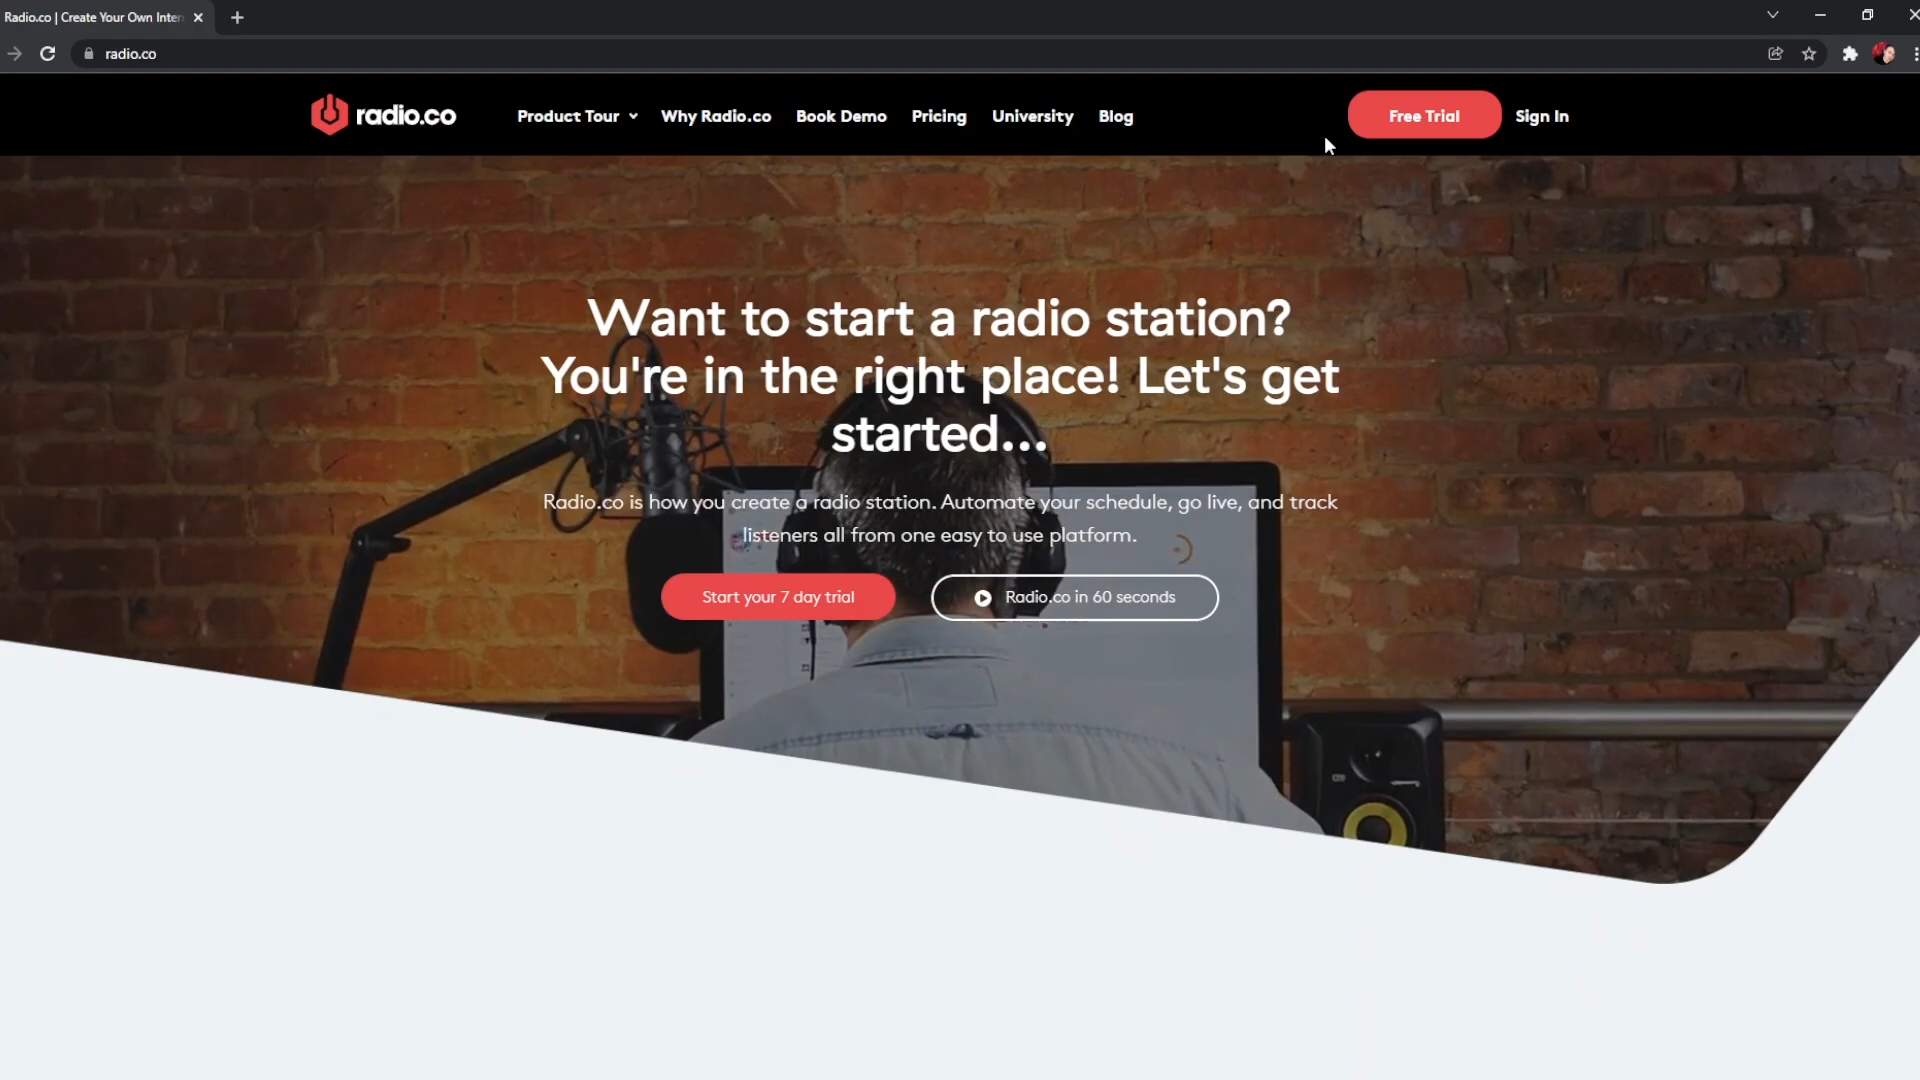 Radio.co | Create Your Own Inter
radio.co
radio.co
Product Tour Why Radio.co Book Demo Pricing University Blog Free Trial Sign In
Want to start a radio station?
You're in the right place! Let's get
started...
Radio.co is how you create a radio station. Automate your schedule, go live, and track
listeners all from one easy to use platform.
Start your 7 day trial Radio.co in 60 seconds